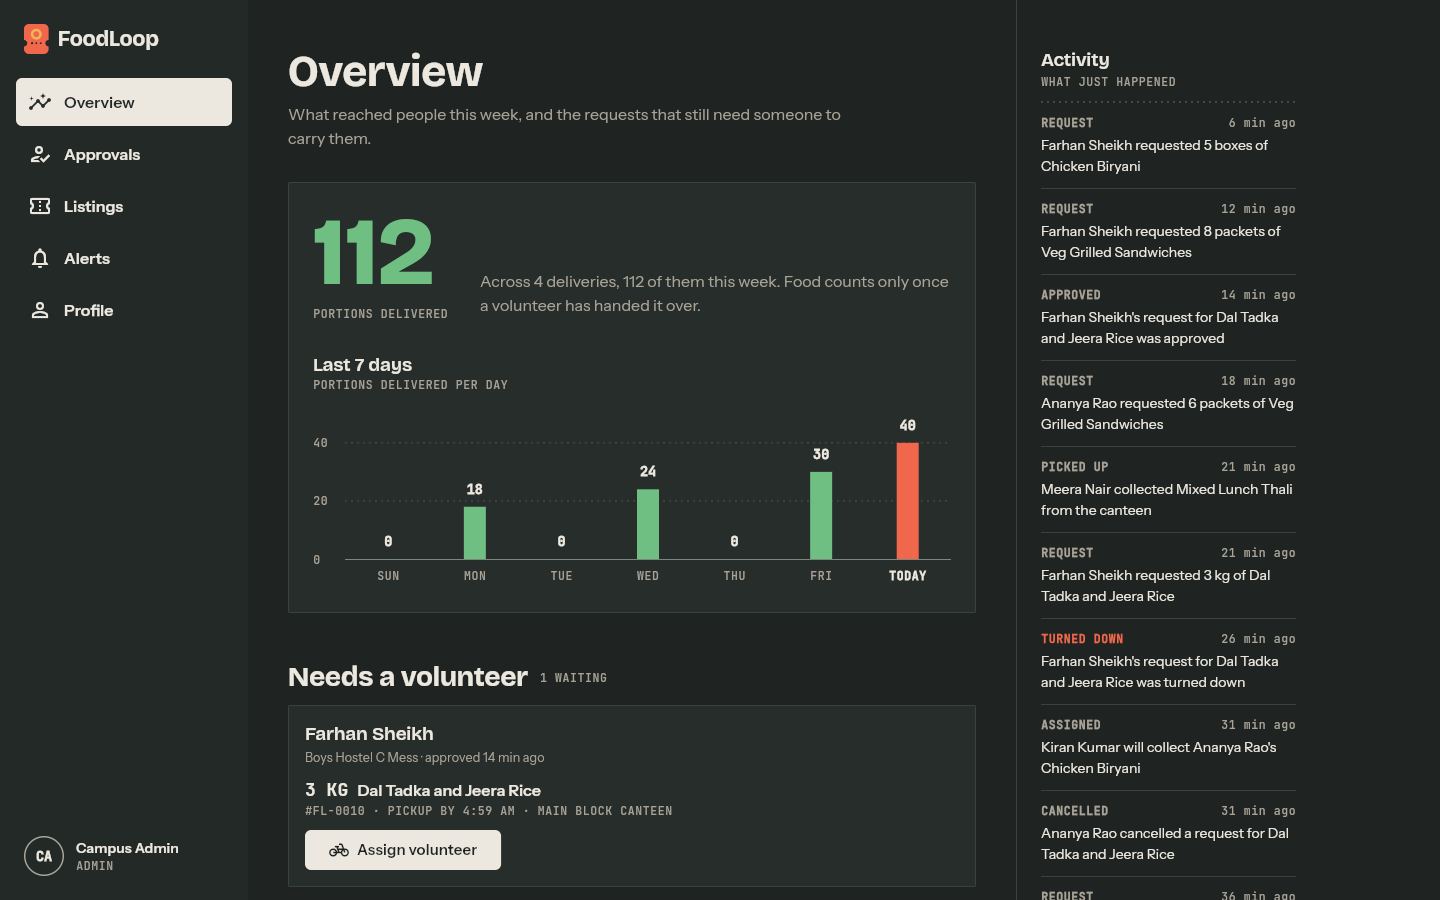 FoodLoop
Overview
Approvals
Listings
Alerts
Profile
CA
Campus Admin
ADMIN
Overview
What reached people this week, and the requests that still need someone to
carry them.
112
PORTIONS DELIVERED
Across 4 deliveries, 112 of them this week. Food counts only once
a volunteer has handed it over.
Last 7 days
PORTIONS DELIVERED PER DAY
40
20
0
0
18
0
24
0
30
40
SUN
MON
TUE
WED
THU
FRI
TODAY
Needs a volunteer 1 WAITING
Farhan Sheikh
Boys Hostel C Mess · approved 14 min ago
3 KG Dal Tadka and Jeera Rice
#FL-0010 · PICKUP BY 4:59 AM · MAIN BLOCK CANTEEN
Assign volunteer
Activity
WHAT JUST HAPPENED
REQUEST 6 min ago
Farhan Sheikh requested 5 boxes of
Chicken Biryani
REQUEST 12 min ago
Farhan Sheikh requested 8 packets of
Veg Grilled Sandwiches
APPROVED 14 min ago
Farhan Sheikh's request for Dal Tadka
and Jeera Rice was approved
REQUEST 18 min ago
Ananya Rao requested 6 packets of Veg
Grilled Sandwiches
PICKED UP 21 min ago
Meera Nair collected Mixed Lunch Thali
from the canteen
REQUEST 21 min ago
Farhan Sheikh requested 3 kg of Dal
Tadka and Jeera Rice
TURNED DOWN 26 min ago
Farhan Sheikh's request for Dal Tadka
and Jeera Rice was turned down
ASSIGNED 31 min ago
Kiran Kumar will collect Ananya Rao's
Chicken Biryani
CANCELLED 31 min ago
Ananya Rao cancelled a request for Dal
Tadka and Jeera Rice
REQUEST 36 min ago